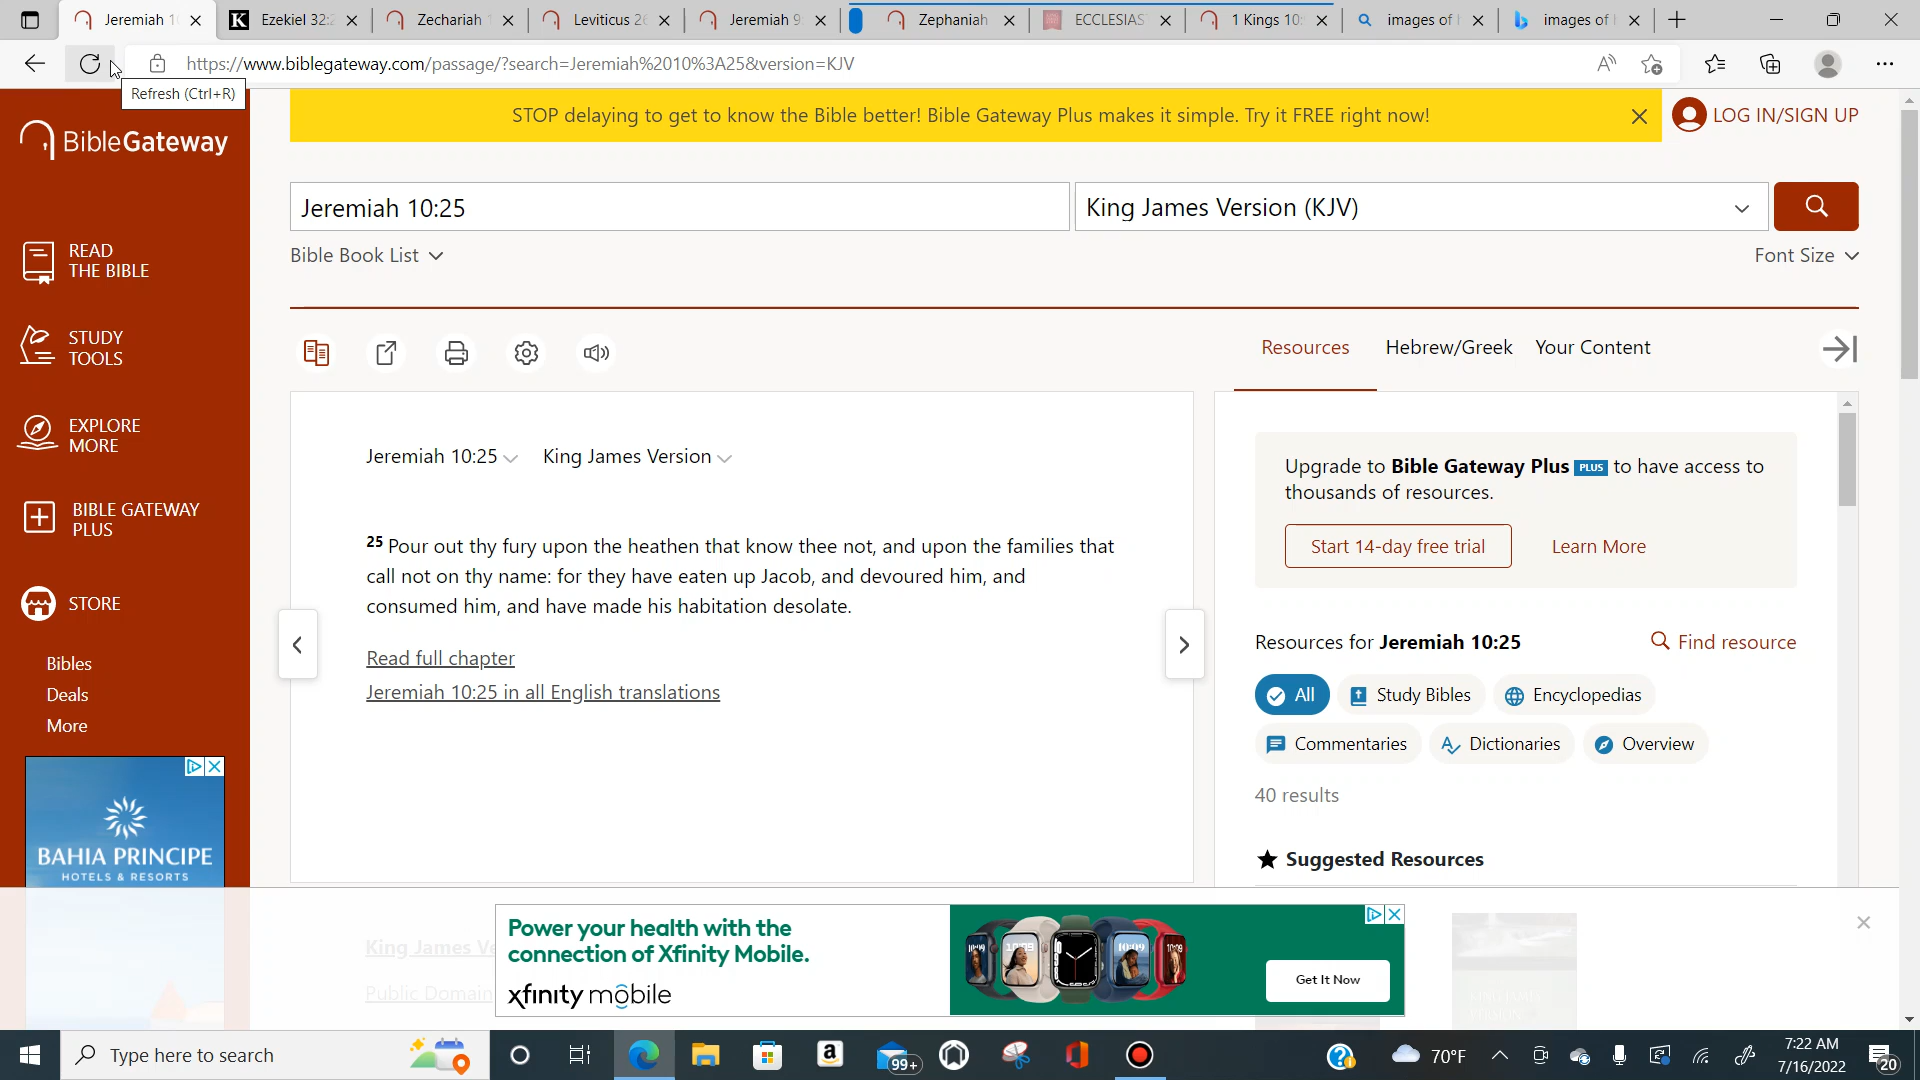 Jeremiah 1
Ezekiel 32:
Zechariah 1
Leviticus 26
Jeremiah 9
Zephaniah
ECCLESIAS
1 Kings 10:
images of
images of
https://www.biblegateway.com/passage/?search=Jeremiah%2010%3A25&version=KJV
Refresh (Ctrl+R)
BibleGateway
STOP delaying to get to know the Bible better! Bible Gateway Plus makes it simple. Try it FREE right now!
LOG IN/SIGN UP
Jeremiah 10:25
King James Version (KJV)
Bible Book List
Font Size
READ
THE BIBLE
STUDY
TOOLS
EXPLORE
MORE
BIBLE GATEWAY
PLUS
STORE
Bibles
Deals
More
BAHIA PRINCIPE
HOTELS & RESORTS
Resources Hebrew/Greek Your Content
Jeremiah 10:25 King James Version
25 Pour out thy fury upon the heathen that know thee not, and upon the families that
call not on thy name: for they have eaten up Jacob, and devoured him, and
consumed him, and have made his habitation desolate.
Read full chapter
Jeremiah 10:25 in all English translations
Upgrade to Bible Gateway Plus PLUS to have access to
thousands of resources.
Start 14-day free trial
Learn More
Resources for Jeremiah 10:25
Find resource
All
Study Bibles
Encyclopedias
Commentaries
Dictionaries
Overview
40 results
Suggested Resources
King James Ve
Public Domain
Power your health with the
connection of Xfinity Mobile.
xfinity mobile
Get It Now
Type here to search
99+
70°F
7:22 AM
7/16/2022
20